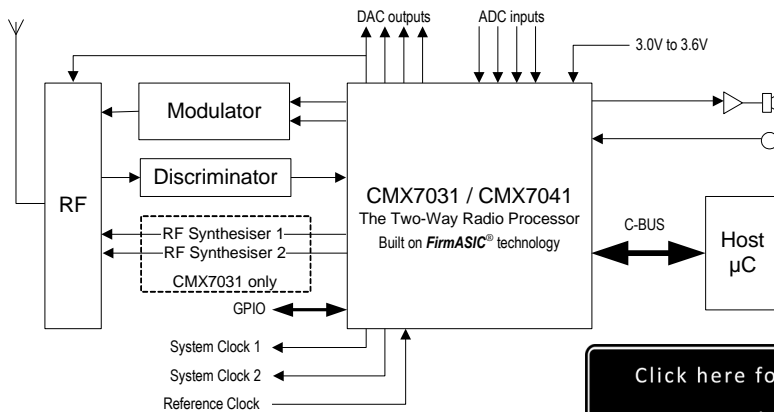 DAC outputs
ADC inputs
3.0V to 3.6V
Modulator
Discriminator
RF
RF Synthesiser 1
RF Synthesiser 2
CMX7031 only
GPIO
System Clock 1
System Clock 2
Reference Clock
CMX7031 / CMX7041
The Two-Way Radio Processor
Built on FirmASIC® technology
C-BUS
Host
µC
Click here fo